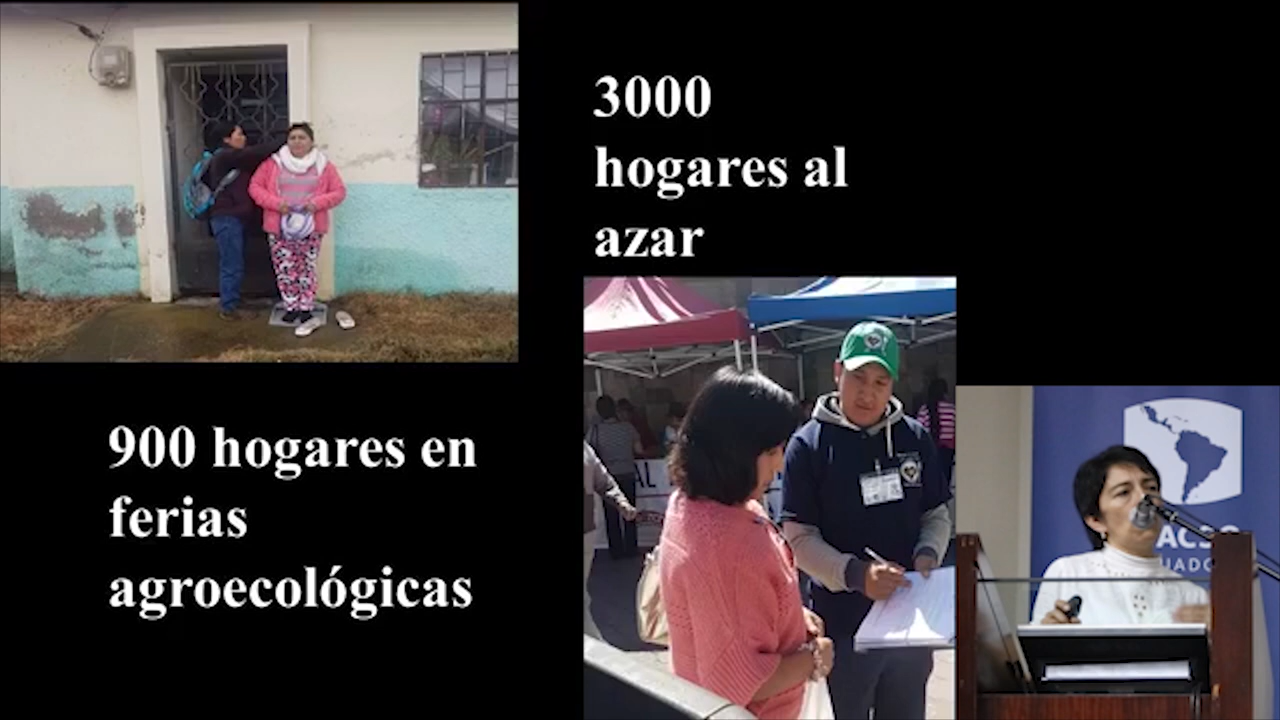 3000
hogares al
azar
900 hogares en
ferias
agroecológicas